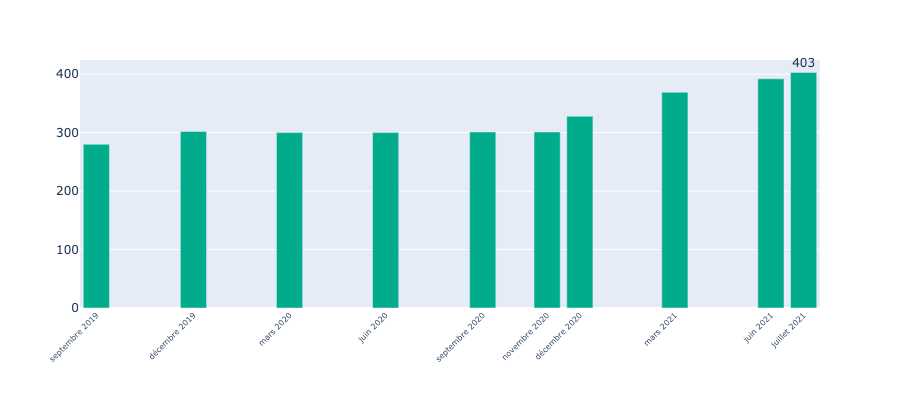 403
400
300
200
100
0
septembre 2019
décembre 2019
mars 2020
juin 2020
septembre 2020
novembre 2020
décembre 2020
mars 2021
juin 2021
juillet 2021